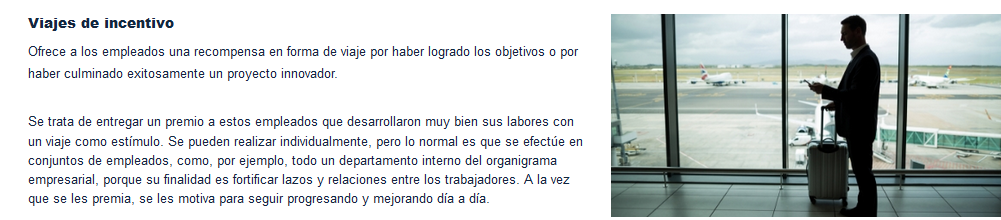 Viajes de incentivo
Ofrece a los empleados una recompensa en forma de viaje por haber logrado los objetivos o por
haber culminado exitosamente un proyecto innovador.
Se trata de entregar un premio a estos empleados que desarrollaron muy bien sus labores con
un viaje como estímulo. Se pueden realizar individualmente, pero lo normal es que se efectúe en
conjuntos de empleados, como, por ejemplo, todo un departamento interno del organigrama
empresarial, porque su finalidad es fortificar lazos y relaciones entre los trabajadores. A la vez
que se les premia, se les motiva para seguir progresando y mejorando día a día.